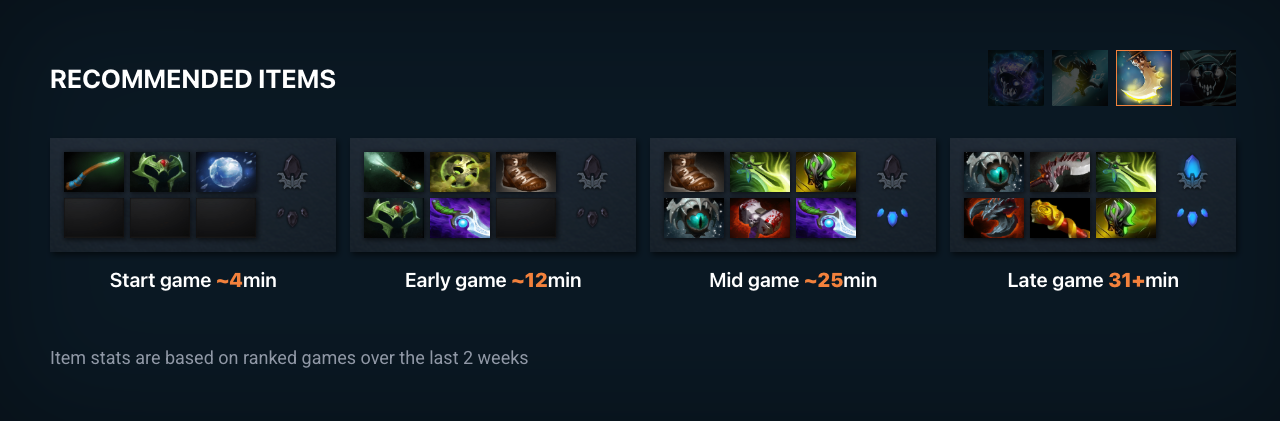 RECOMMENDED ITEMS
Start game ~4min
Early game ~12min
Mid game ~25min
Late game 31+min
Item stats are based on ranked games over the last 2 weeks